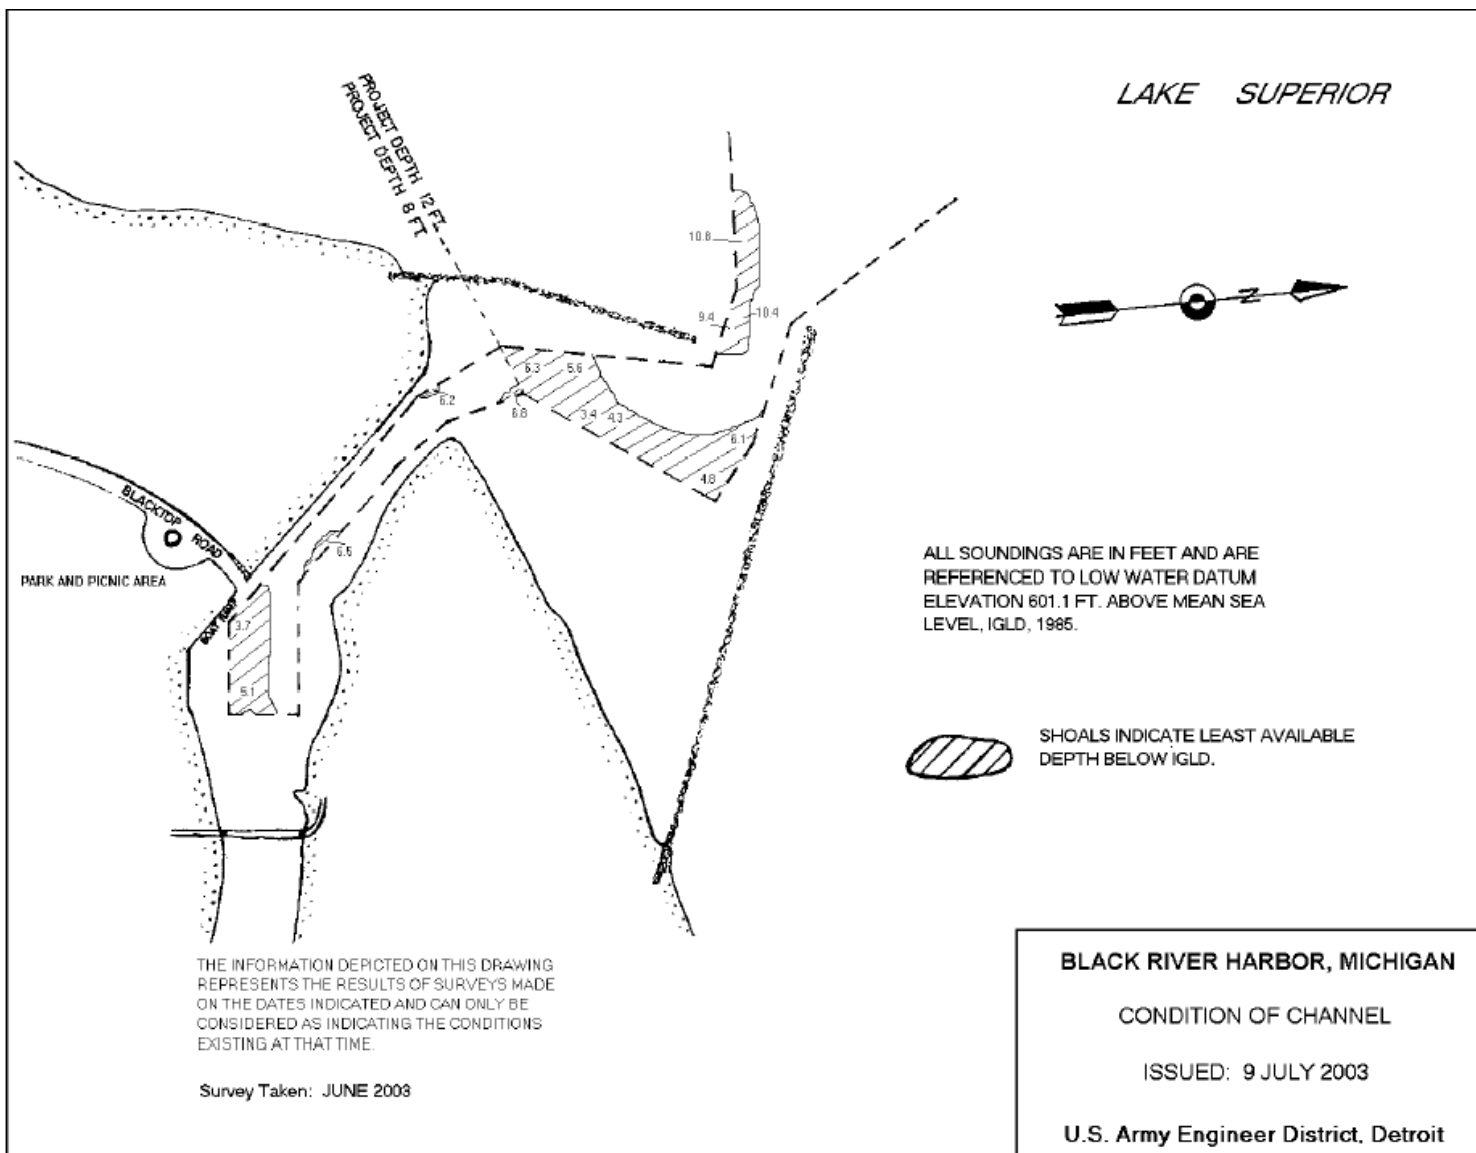 LAKE SUPERIOR
PROJECT DEPTH 12 FT.
PROJECT DEPTH 8 FT.
10.8
9.4
10.4
6.3
5.6
6.2
6.8
3.4
4.3
6.1
4.8
N
BLACKTOP ROAD
PARK AND PICNIC AREA
6.5
BOAT RAMP
3.7
5.1
ALL SOUNDINGS ARE IN FEET AND ARE
REFERENCED TO LOW WATER DATUM
ELEVATION 601.1 FT. ABOVE MEAN SEA
LEVEL, IGLD, 1985.
SHOALS INDICATE LEAST AVAILABLE
DEPTH BELOW IGLD.
THE INFORMATION DEPICTED ON THIS DRAWING
REPRESENTS THE RESULTS OF SURVEYS MADE
ON THE DATES INDICATED AND CAN ONLY BE
CONSIDERED AS INDICATING THE CONDITIONS
EXISTING AT THAT TIME.
Survey Taken: JUNE 2003
BLACK RIVER HARBOR, MICHIGAN
CONDITION OF CHANNEL
ISSUED: 9 JULY 2003
U.S. Army Engineer District, Detroit